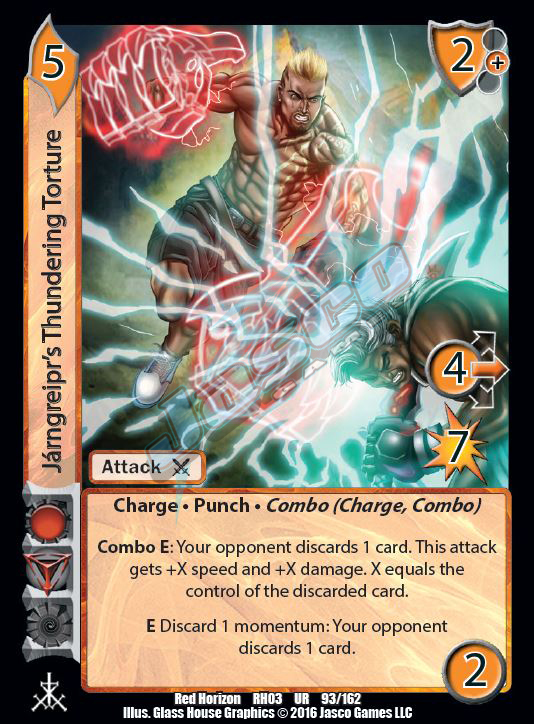 5
2
+
Járngreipr's Thundering Torture
JASCO
4
7
Attack
Charge • Punch • Combo (Charge, Combo)
Combo E: Your opponent discards 1 card. This attack
gets +X speed and +X damage. X equals the
control of the discarded card.
E Discard 1 momentum: Your opponent
discards 1 card.
2
Red Horizon RH03 UR 93/162
Illus. Glass House Graphics © 2016 Jasco Games LLC